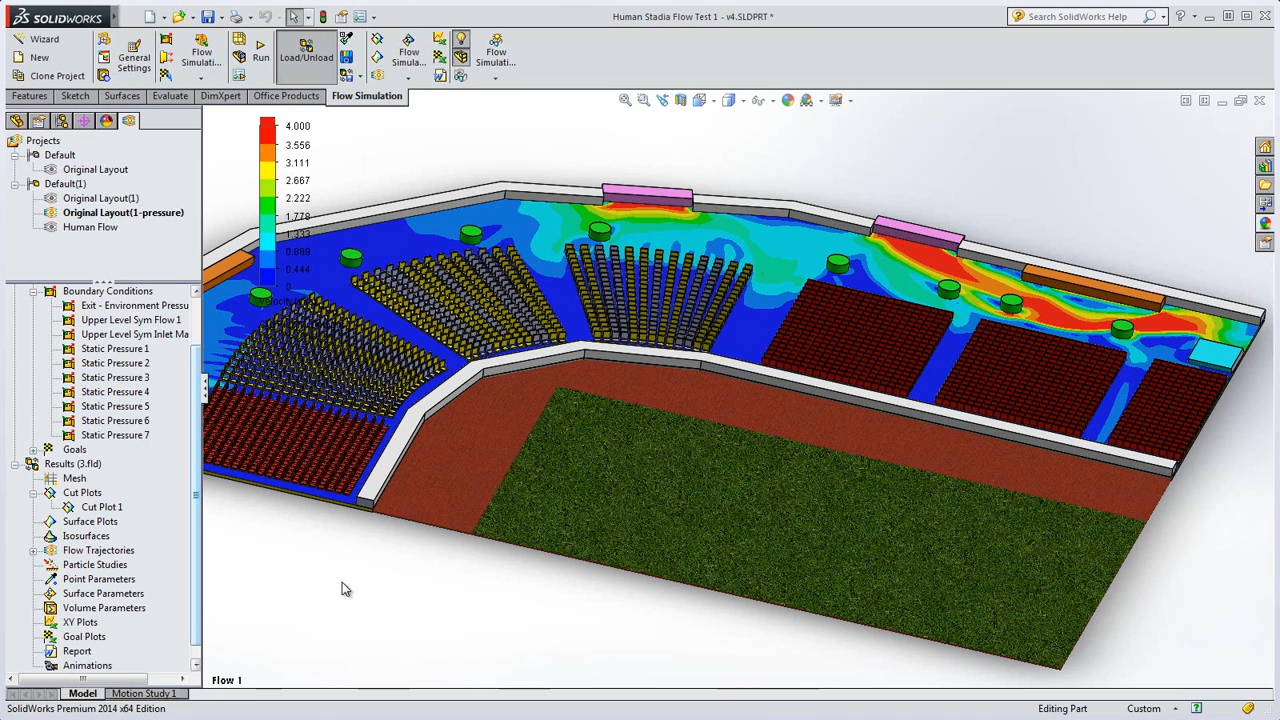 SOLIDWORKS
Human Stadia Flow Test 1 - v4.SLDPRT *
Search SolidWorks Help
Wizard
New
Clone Project
General
Settings
Flow
Simulati...
Run
Load/Unload
Flow
Simula...
Flow
Simulati...
Features
Sketch
Surfaces
Evaluate
DimXpert
Office Products
Flow Simulation
Projects
Default
Original Layout
Default(1)
Original Layout(1)
Original Layout(1-pressure)
Human Flow
Boundary Conditions
Exit - Environment Pressu
Upper Level Sym Flow 1
Upper Level Sym Inlet Ma
Static Pressure 1
Static Pressure 2
Static Pressure 3
Static Pressure 4
Static Pressure 5
Static Pressure 6
Static Pressure 7
Goals
Results (3.fld)
Mesh
Cut Plots
Cut Plot 1
Surface Plots
Isosurfaces
Flow Trajectories
Particle Studies
Point Parameters
Surface Parameters
Volume Parameters
XY Plots
Goal Plots
Report
Animations
4.000
3.556
3.111
2.667
2.222
1.778
1.333
0.889
0.444
0
Flow 1
Model
Motion Study 1
SolidWorks Premium 2014 x64 Edition
Editing Part
Custom